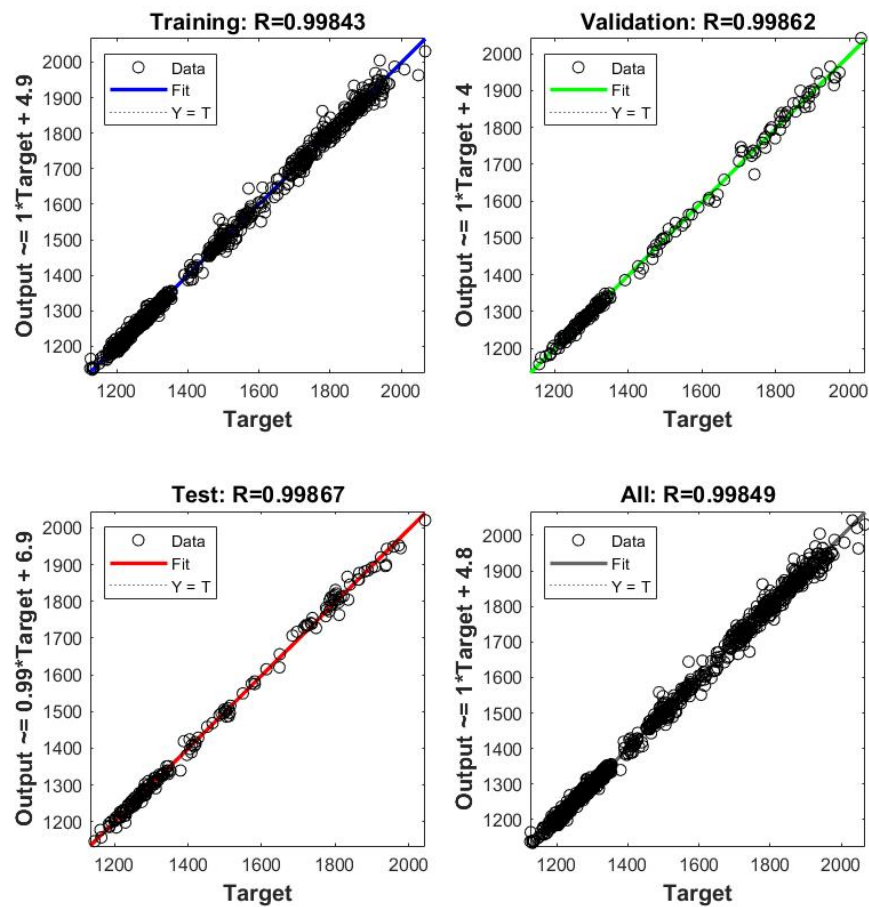 Training: R=0.99843
Output ~= 1*Target + 4.9
2000
1900
1800
1700
1600
1500
1400
1300
1200
Data
Fit
Y = T
1200 1400 1600 1800 2000
Target
Validation: R=0.99862
Output ~= 1*Target + 4
2000
1900
1800
1700
1600
1500
1400
1300
1200
Data
Fit
Y = T
1200 1400 1600 1800 2000
Target
Test: R=0.99867
Output ~= 0.99*Target + 6.9
2000
1900
1800
1700
1600
1500
1400
1300
1200
Data
Fit
Y = T
1200 1400 1600 1800 2000
Target
All: R=0.99849
Output ~= 1*Target + 4.8
2000
1900
1800
1700
1600
1500
1400
1300
1200
Data
Fit
Y = T
1200 1400 1600 1800 2000
Target